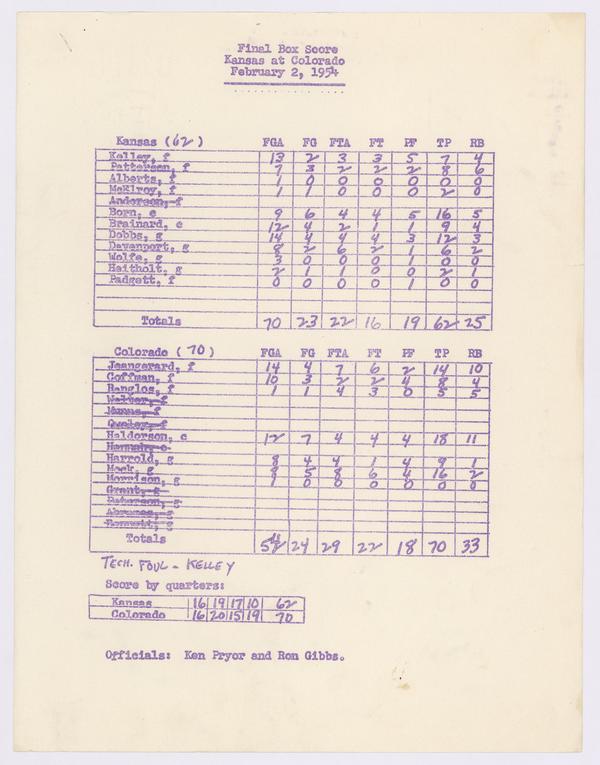 Final Box Score
Kansas at Colorado
February 2, 1954
Kansas (62) FGA FG FTA FT PF TP RB
Kelley, f 13 2 3 3 5 7 4
Patterson, f 7 3 2 2 2 8 6
Alberts, f 1 0 0 0 0 0 0
McElroy, f 1 1 0 0 0 2 0
Anderson, f
Born, c 9 6 4 4 5 16 5
Brainard, c 12 4 2 1 1 9 4
Dobbs, g 14 4 4 4 3 12 3
Davenport, g 8 2 6 2 1 6 2
Wolfe, g 3 0 0 0 1 0 0
Heitholt, g 2 1 1 0 0 2 1
Padgett, f 0 0 0 0 1 0 0
Totals 70 23 22 16 19 62 25
Colorado (70) FGA FG FTA FT PF TP RB
Jeangerard, f 14 4 7 6 2 14 10
Coffman, f 10 3 2 2 4 8 4
Ranglos, f 1 1 4 3 0 5 5
Halderson, c 12 7 4 4 4 18 11
Hannah, c
Harrold, g 8 4 4 1 4 9 1
Mock, g 8 5 8 6 4 16 2
Morrison, g 1 0 0 0 0 0 0
Grant, g
Peterson, g
Totals 24 29 22 18 70 33
TECH. FOUL - KELLEY
Score by quarters:
Kansas 16 19 17 10 62
Colorado 16 20 15 19 70
Officials: Ken Pryor and Ron Gibbs.